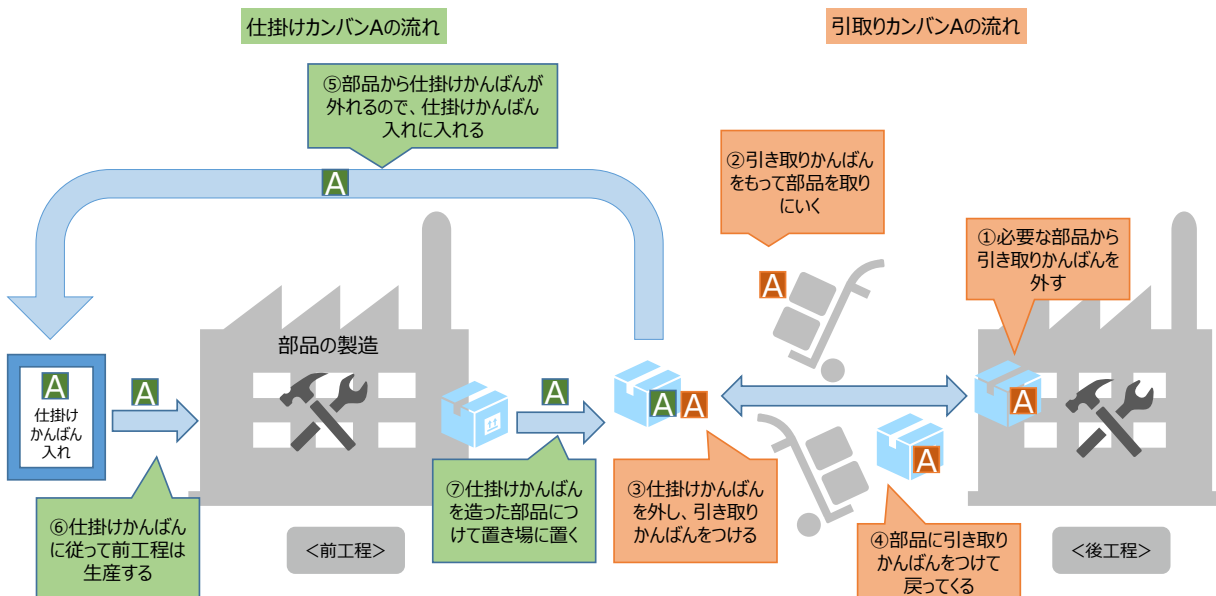 仕掛けカンバンAの流れ
引取りカンバンAの流れ
⑤部品から仕掛けかんばんが
外れるので、仕掛けかんばん
入れに入れる
②引き取りかんばん
をもって部品を取り
にいく
①必要な部品から
引き取りかんばんを
外す
A
A
部品の製造
A
仕掛け
かんばん
入れ
A
A
A
A
A
A
⑥仕掛けかんばん
に従って前工程は
生産する
<前工程>
⑦仕掛けかんばん
を造った部品につ
けて置き場に置く
③仕掛けかんばん
を外し、引き取り
かんばんをつける
④部品に引き取り
かんばんをつけて
戻ってくる
<後工程>